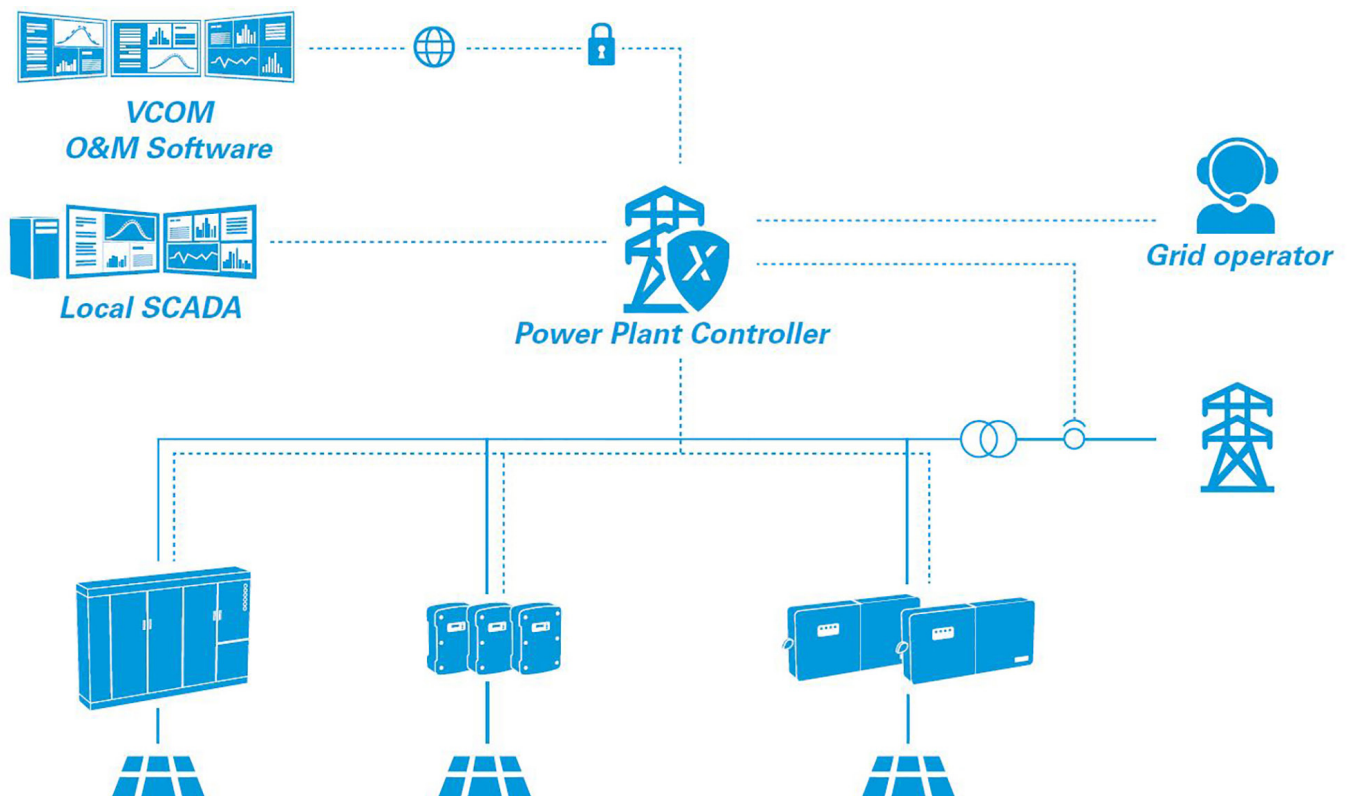 VCOM
O&M Software
Local SCADA
X
Power Plant Controller
Grid operator